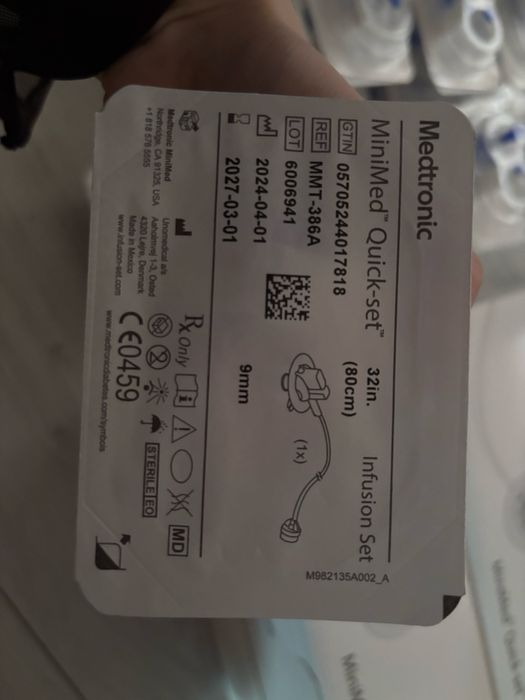 Medtronic
MiniMed™ Quick-set™ 32in. (80cm) Infusion Set
GTIN 05705244017818
REF MMT-386A
LOT 6006941 (1x)
2024-04-01
2027-03-01 9mm
M982135A002_A
Rx Only
MD
STERILE EO
CE0459
Medtronic MiniMed
Northridge, CA 91325, USA
+1 818 576 5555
Unomedical a/s
Aaholmvej 1-3, Osted
4320 Lejre, Denmark
Made in Mexico
www.infusion-set.com
www.medtronicdiabetes.com/symbols
MiniMed